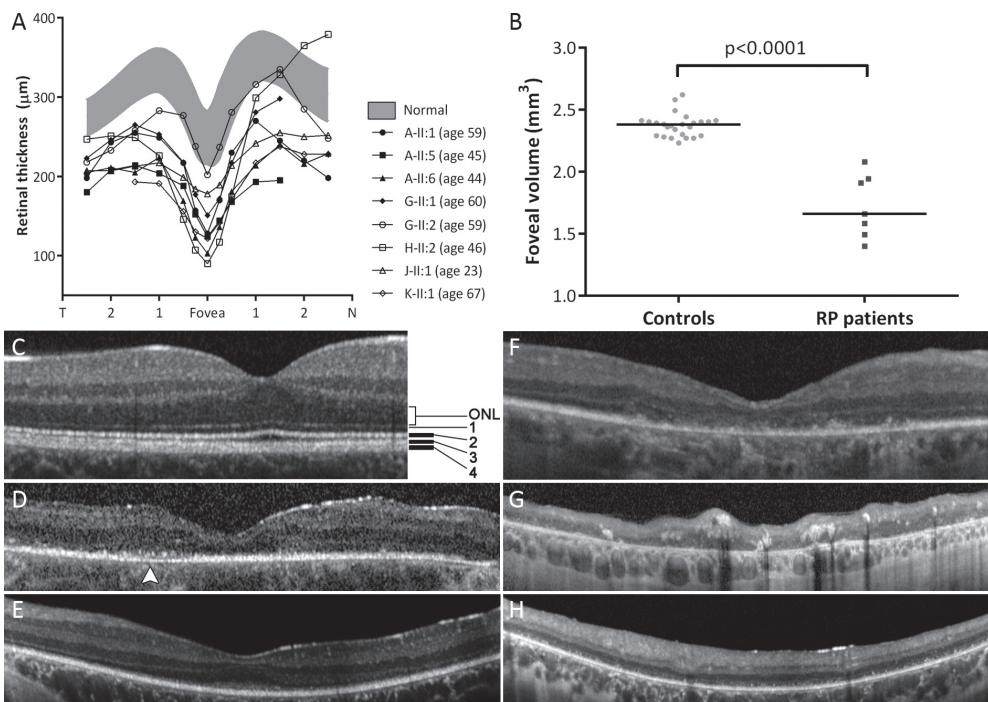 A
400
300
200
100
Retinal thickness (μm)
T
2
1
Fovea
1
2
N
Normal
A-II:1 (age 59)
A-II:5 (age 45)
A-II:6 (age 44)
G-II:1 (age 60)
G-II:2 (age 59)
H-II:2 (age 46)
J-II:1 (age 23)
K-II:1 (age 67)
B
p<0.0001
3.0
2.5
2.0
1.5
1.0
Foveal volume (mm³)
Controls
RP patients
C
ONL
1
2
3
4
D
E
F
G
H